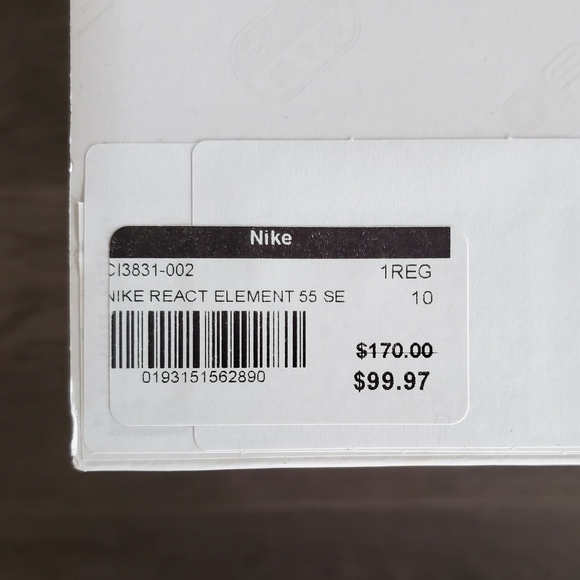 Nike
CI3831-002 1REG
NIKE REACT ELEMENT 55 SE 10
$170.00
0193151562890 $99.97